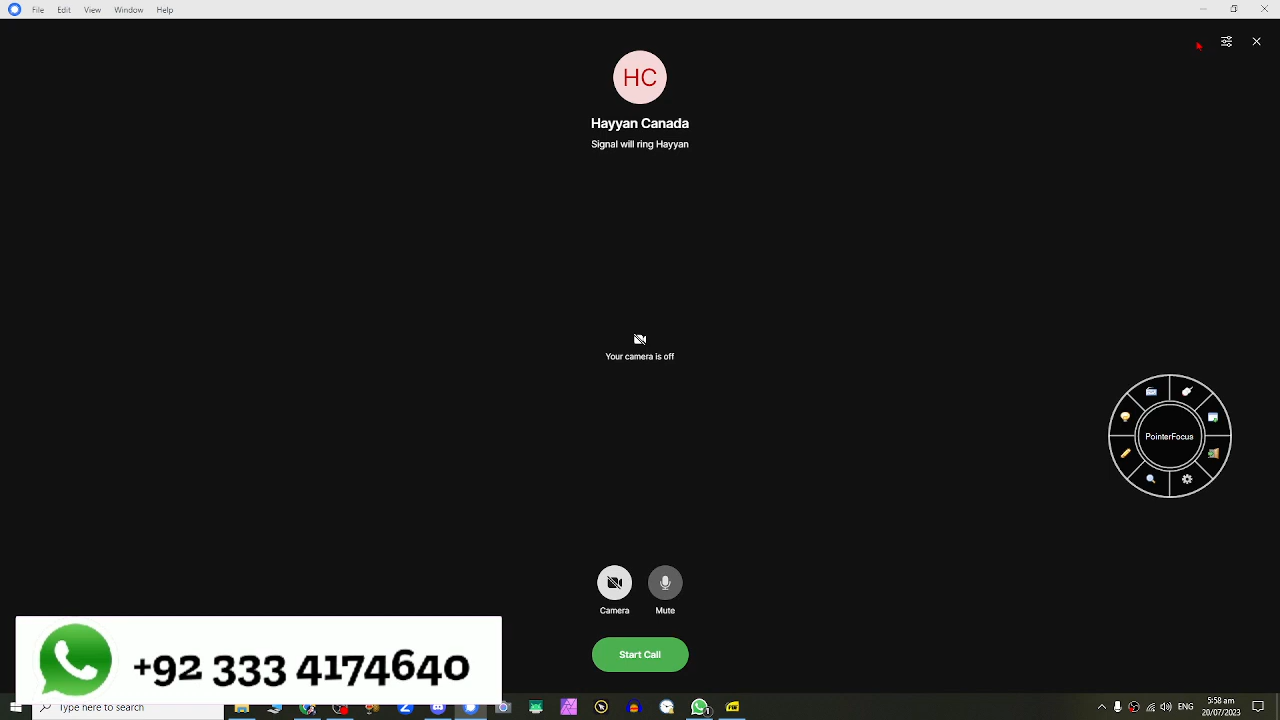 File Edit View Window Help
HC
Hayyan Canada
Signal will ring Hayyan
Your camera is off
PointerFocus
Camera Mute
Start Call
+92 333 4174640
Type here to search
ENG
5:59 am
20/07/2023